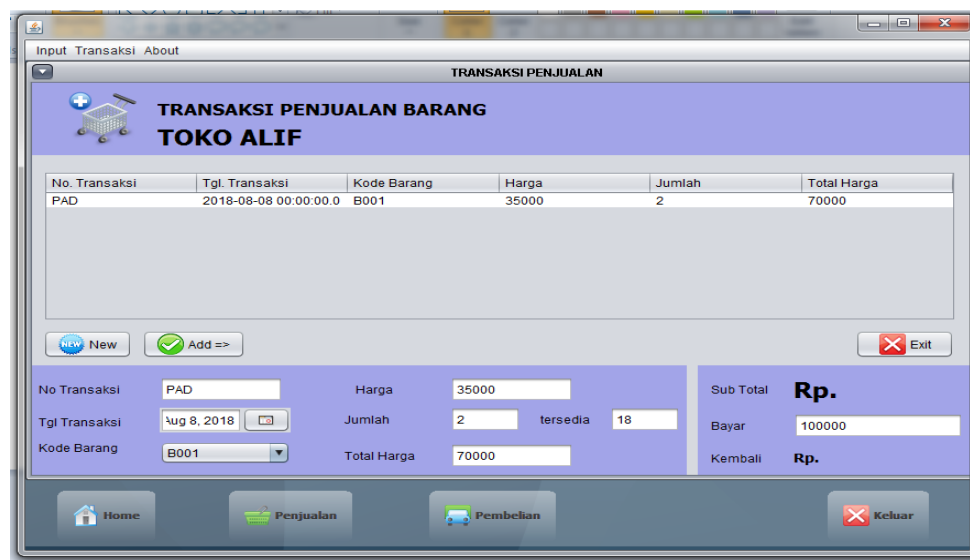 Input Transaksi About
TRANSAKSI PENJUALAN
TRANSAKSI PENJUALAN BARANG
TOKO ALIF
No. Transaksi Tgl. Transaksi Kode Barang Harga Jumlah Total Harga
PAD 2018-08-08 00:00:00.0 B001 35000 2 70000
NEW New Add => Exit
No Transaksi PAD Harga 35000 Sub Total Rp.
Tgl Transaksi Aug 8, 2018 Jumlah 2 tersedia 18 Bayar 100000
Kode Barang B001 Total Harga 70000 Kembali Rp.
Home Penjualan Pembelian Keluar